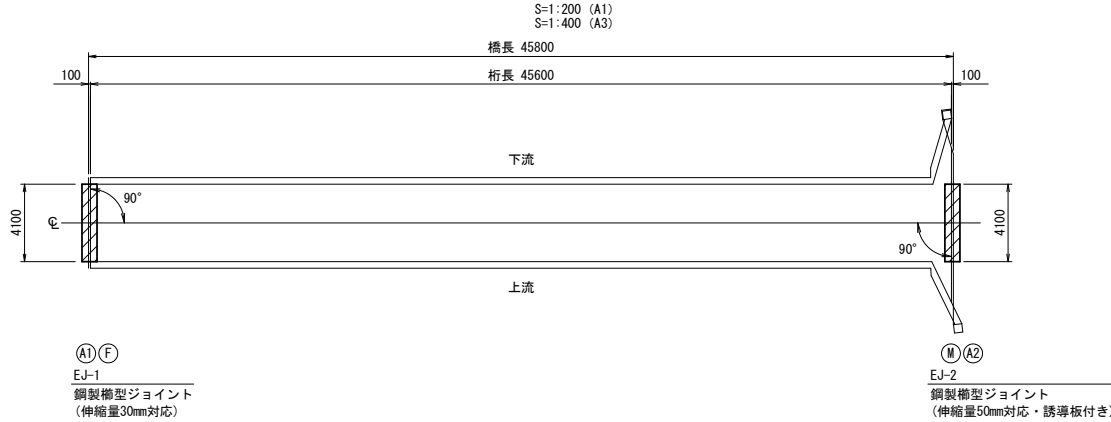 S=1:200 (A1)
S=1:400 (A3)
橋長 45800
100
桁長 45600
100
下流
90°
4100
℄
4100
90°
上流
A1 F
M A2
EJ-1
EJ-2
鋼製櫛型ジョイント
(伸縮量30mm対応)
鋼製櫛型ジョイント
(伸縮量50mm対応・誘導板付き)